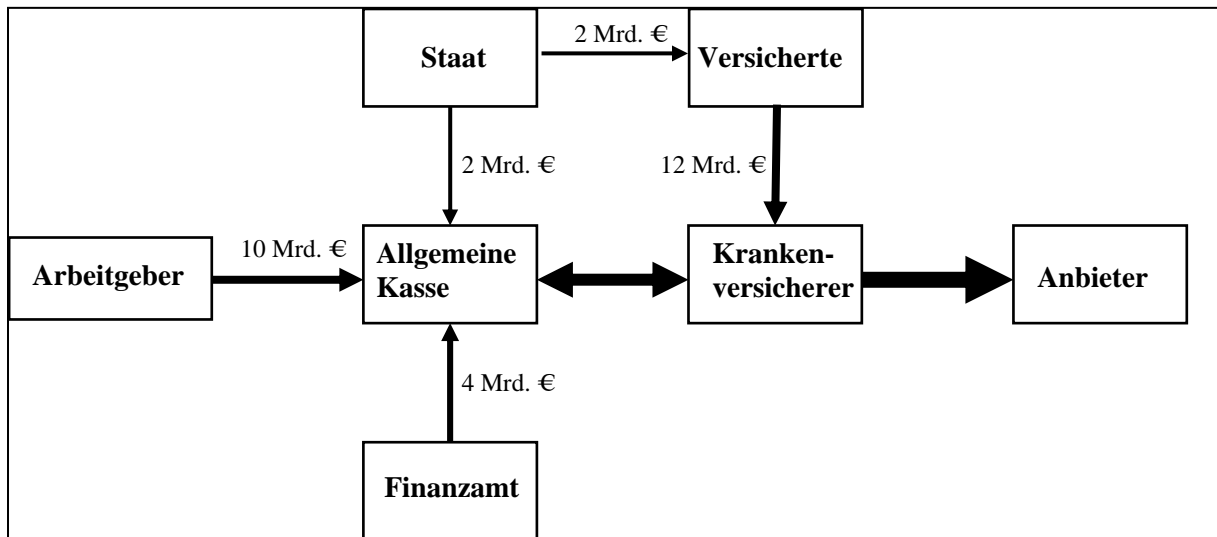 2 Mrd. €
Staat
Versicherte
2 Mrd. €
12 Mrd. €
Arbeitgeber
10 Mrd. €
Allgemeine
Kasse
Kranken-
versicherer
Anbieter
4 Mrd. €
Finanzamt